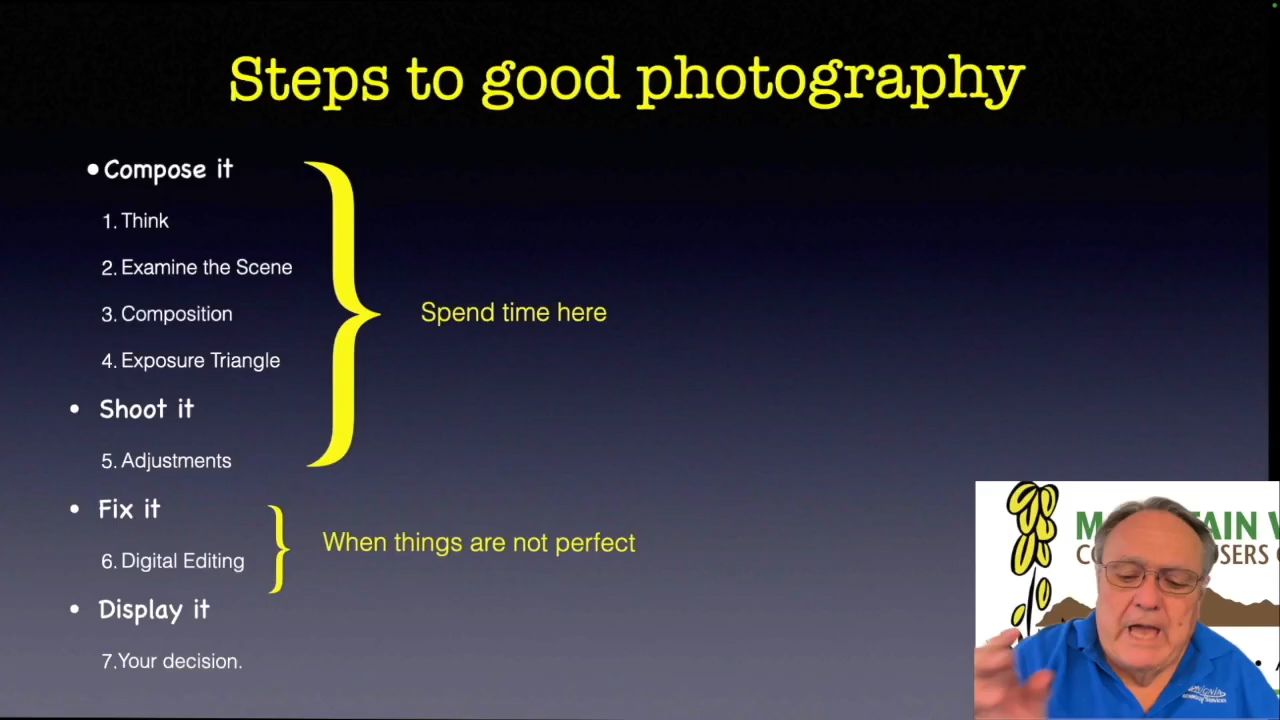 Steps to good photography
• Compose it
1. Think
2. Examine the Scene
3. Composition
4. Exposure Triangle
Spend time here
• Shoot it
5. Adjustments
• Fix it
When things are not perfect
6. Digital Editing
• Display it
7.Your decision.